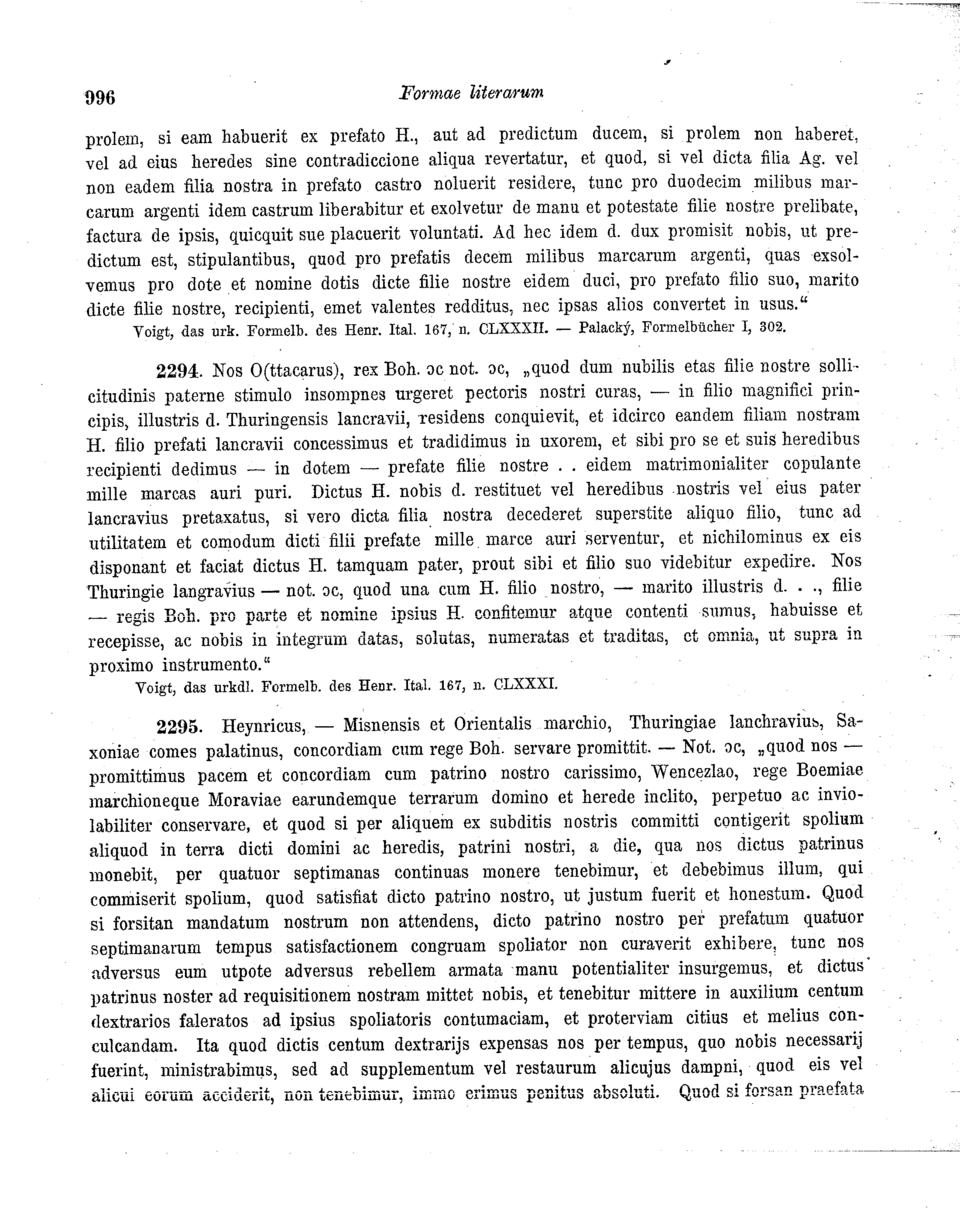 996 Formae literarum
prolem, si eam habuerit ex prefato H., aut ad predictum ducem, si prolem non haberet,
vel ad eius heredes sine contradiccione aliqua revertatur, et quod, si vel dicta filia Ag. vel
non eadem filia nostra in prefato castro noluerit residere, tunc pro duodecim milibus mar-
carum argenti idem castrum liberabitur et exolvetur de manu et potestate filie nostre prelibate,
factura de ipsis, quicquit sue placuerit voluntati. Ad hec idem d. dux promisit nobis, ut pre-
dictum est, stipulantibus, quod pro prefatis decem milibus marcarum argenti, quas exsol-
vemus pro dote et nomine dotis dicte filie nostre eidem duci, pro prefato filio suo, marito
dicte filie nostre, recipienti, emet valentes redditus, nec ipsas alios convertet in usus.“
Voigt, das urk. Formelb. des Henr. Ital. 167, n. CLXXXII. — Palacký, Formelbücher I, 302.
2294. Nos O(ttacarus), rex Boh. ɔc not. ɔc, „quod dum nubilis etas filie nostre solli-
citudinis paterne stimulo insompnes urgeret pectoris nostri curas, — in filio magnifici prin-
cipis, illustris d. Thuringensis lancravii, residens conquievit, et idcirco eandem filiam nostram
H. filio prefati lancravii concessimus et tradidimus in uxorem, et sibi pro se et suis heredibus
recipienti dedimus — in dotem — prefate filie nostre . . eidem matrimonialiter copulante
mille marcas auri puri. Dictus H. nobis d. restituet vel heredibus nostris vel eius pater
lancravius pretaxatus, si vero dicta filia nostra decederet superstite aliquo filio, tunc ad
utilitatem et comodum dicti filii prefate mille marce auri serventur, et nichilominus ex eis
disponant et faciat dictus H. tamquam pater, prout sibi et filio suo videbitur expedire. Nos
Thuringie langravius — not. ɔc, quod una cum H. filio nostro, — marito illustris d. . ., filie
— regis Boh. pro parte et nomine ipsius H. confitemur atque contenti sumus, habuisse et
recepisse, ac nobis in integrum datas, solutas, numeratas et traditas, et omnia, ut supra in
proximo instrumento.“
Voigt, das urkdl. Formelb. des Henr. Ital. 167, n. CLXXXI.
2295. Heynricus, — Misnensis et Orientalis marchio, Thuringiae lanchravius, Sa-
xoniae comes palatinus, concordiam cum rege Boh. servare promittit. — Not. ɔc, „quod nos —
promittimus pacem et concordiam cum patrino nostro carissimo, Wencęzlao, rege Boemiae
marchioneque Moraviae earundemque terrarum domino et herede inclito, perpetuo ac invio-
labiliter conservare, et quod si per aliquem ex subditis nostris committi contigerit spolium
aliquod in terra dicti domini ac heredis, patrini nostri, a die, qua nos dictus patrinus
monebit, per quatuor septimanas continuas monere tenebimur, et debebimus illum, qui
commiserit spolium, quod satisfiat dicto patrino nostro, ut justum fuerit et honestum. Quod
si forsitan mandatum nostrum non attendens, dicto patrino nostro per prefatum quatuor
septimanarum tempus satisfactionem congruam spoliator non curaverit exhibere, tunc nos
adversus eum utpote adversus rebellem armata manu potentialiter insurgemus, et dictus
patrinus noster ad requisitionem nostram mittet nobis, et tenebitur mittere in auxilium centum
dextrarios faleratos ad ipsius spoliatoris contumaciam, et proterviam citius et melius con-
culcandam. Ita quod dictis centum dextrarijs expensas nos per tempus, quo nobis necessarij
fuerint, ministrabimus, sed ad supplementum vel restaurum alicujus dampni, quod eis vel
alicui eorum acciderit, non tenebimur, immo erimus penitus absoluti. Quod si forsan praefata